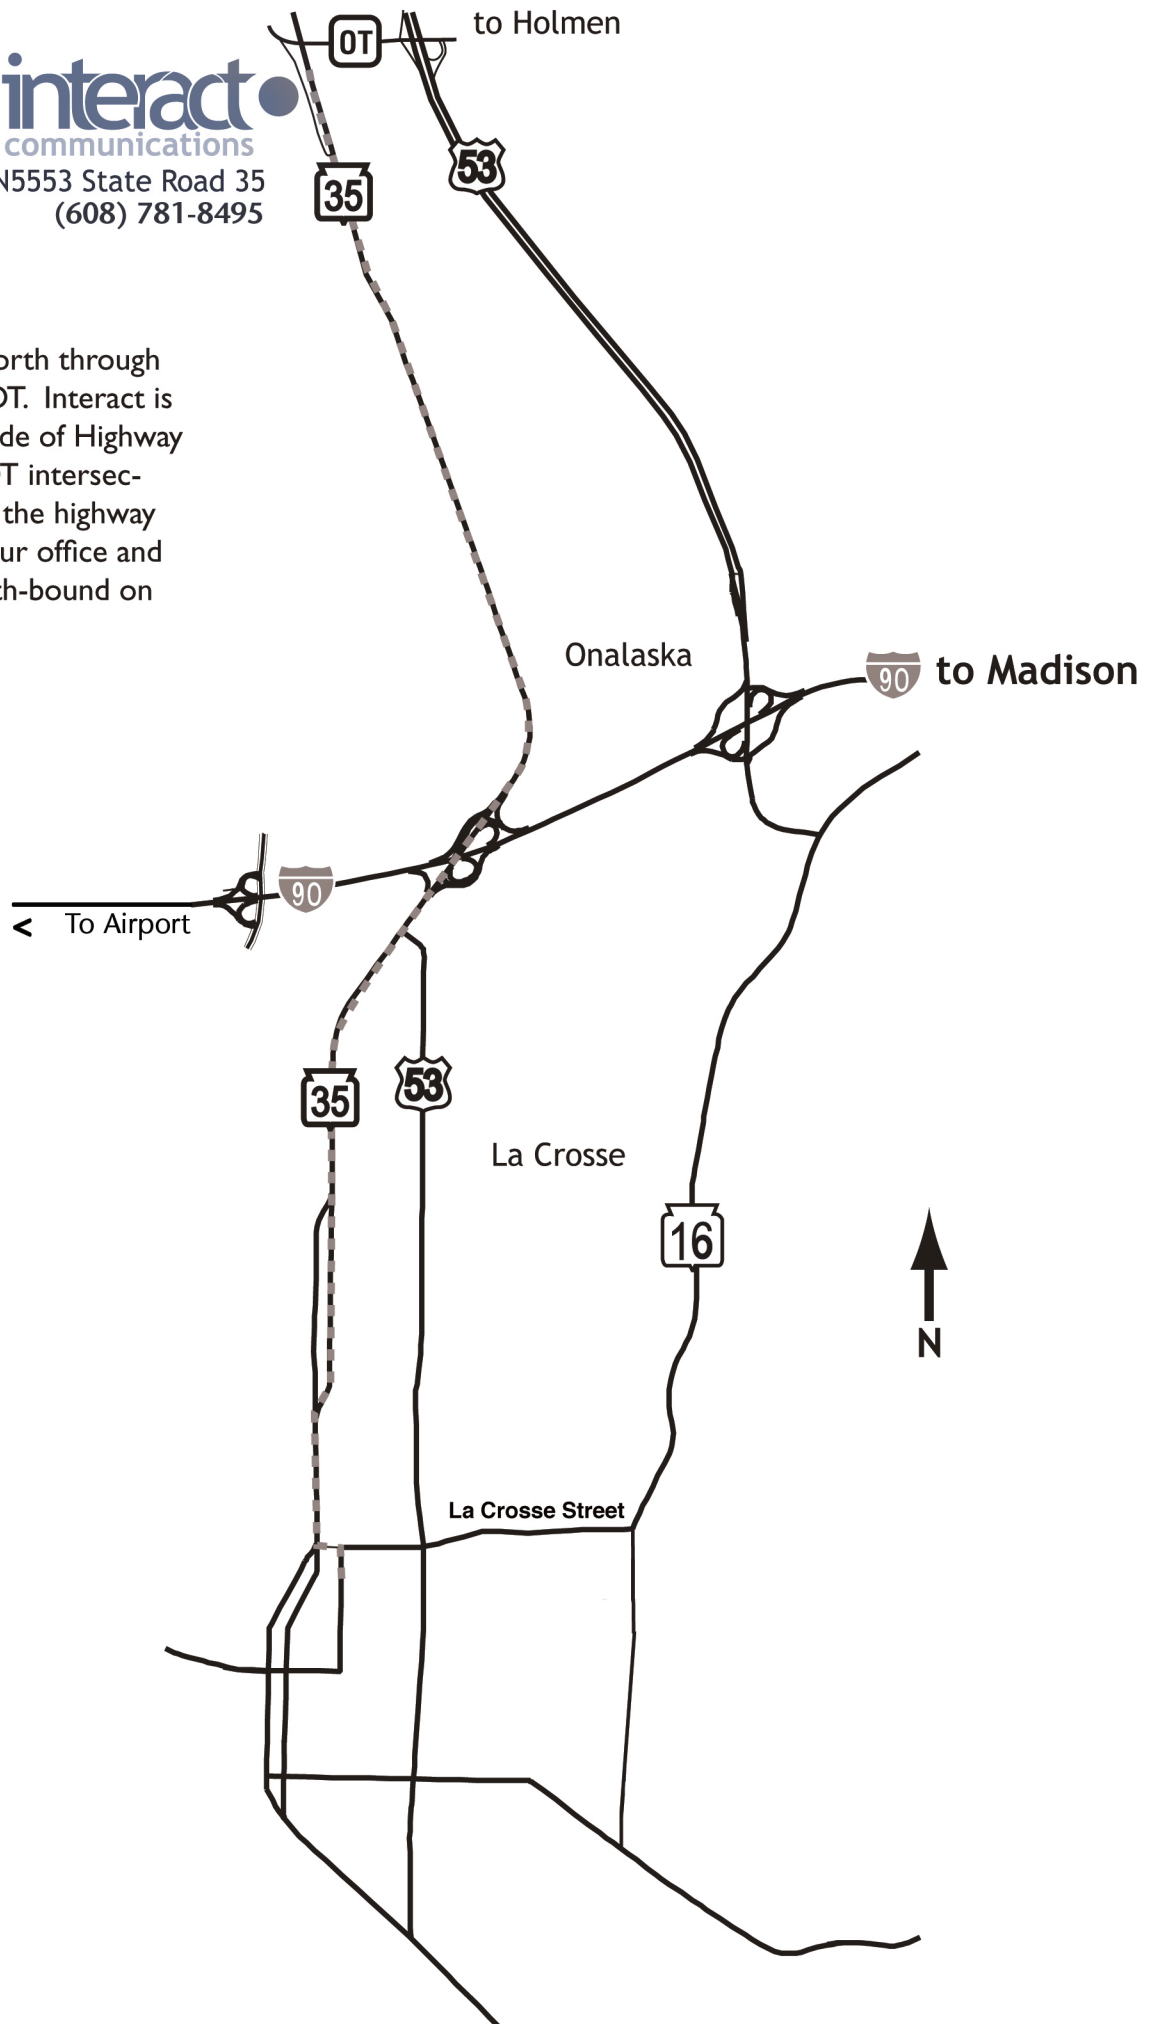 to Holmen
OT
interact
communications
N5553 State Road 35
(608) 781-8495
53
35
orth through
OT. Interact is
de of Highway
T intersec-
the highway
ur office and
th-bound on
Onalaska
90 to Madison
90
< To Airport
35
53
La Crosse
16
N
La Crosse Street